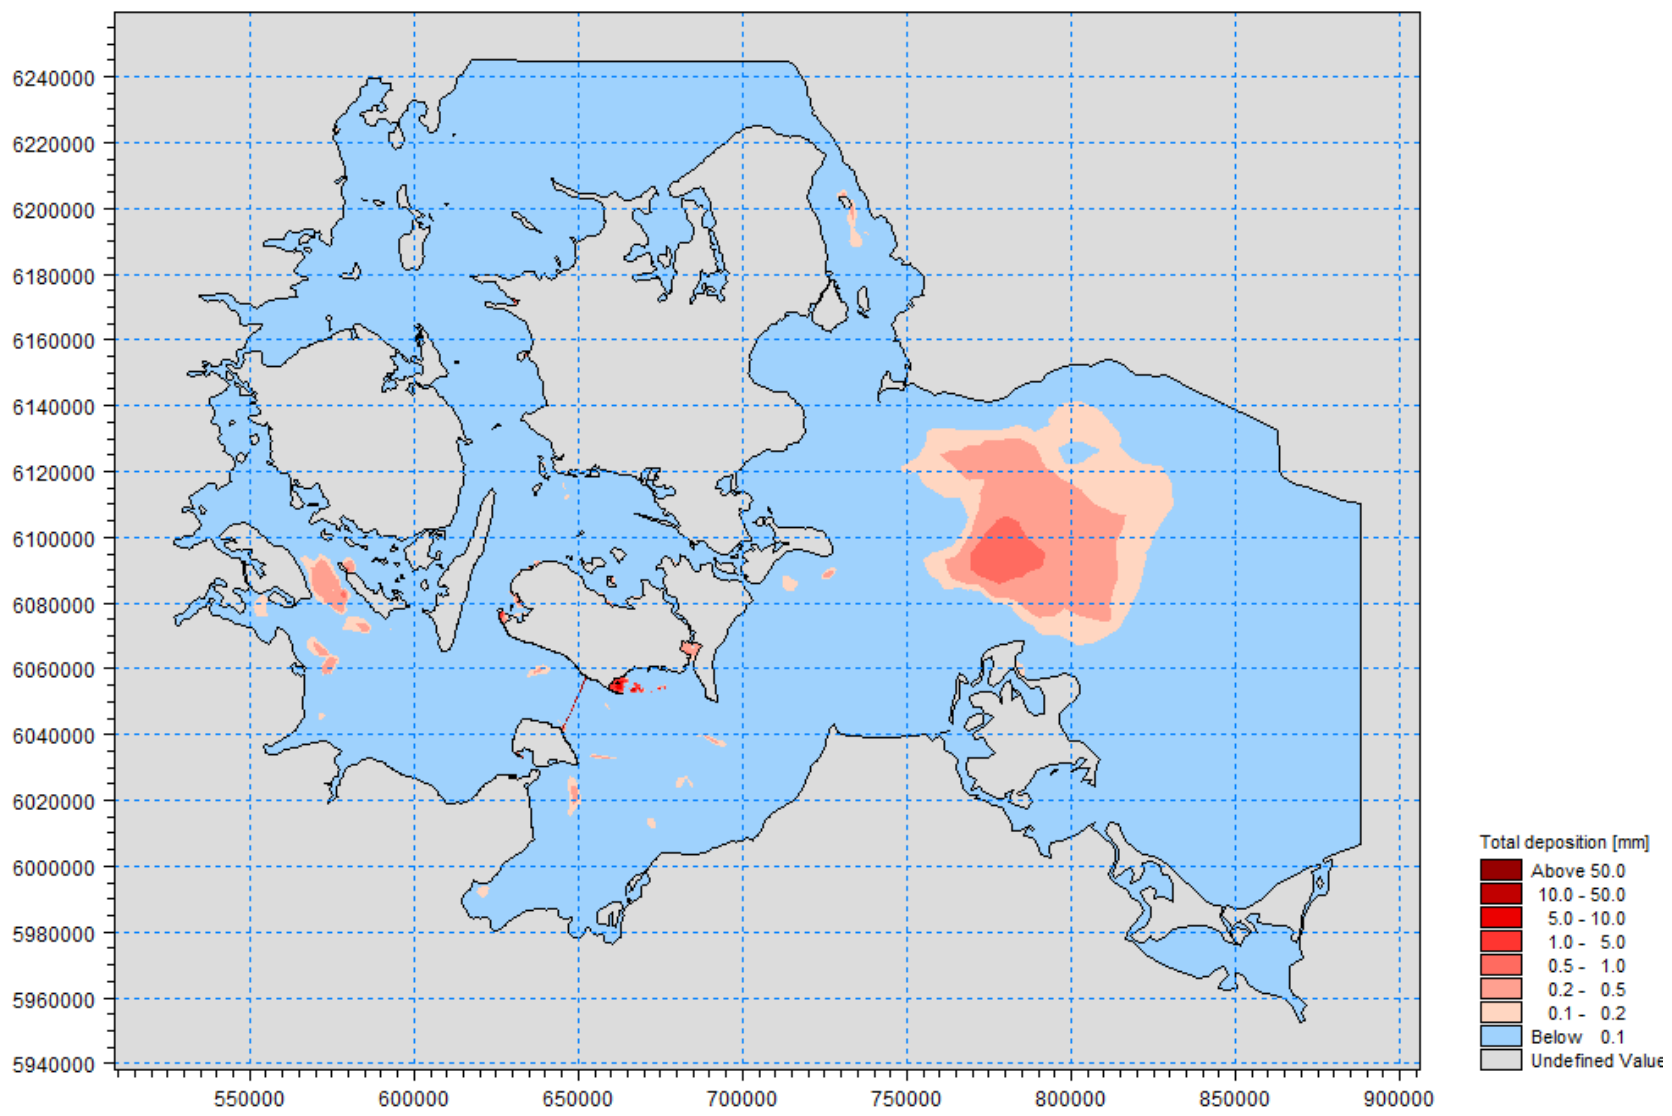 6240000
6220000
6200000
6180000
6160000
6140000
6120000
6100000
6080000
6060000
6040000
6020000
6000000
5980000
5960000
5940000
550000 600000 650000 700000 750000 800000 850000 900000
Total deposition [mm]
Above 50.0
10.0 - 50.0
5.0 - 10.0
1.0 - 5.0
0.5 - 1.0
0.2 - 0.5
0.1 - 0.2
Below 0.1
Undefined Value